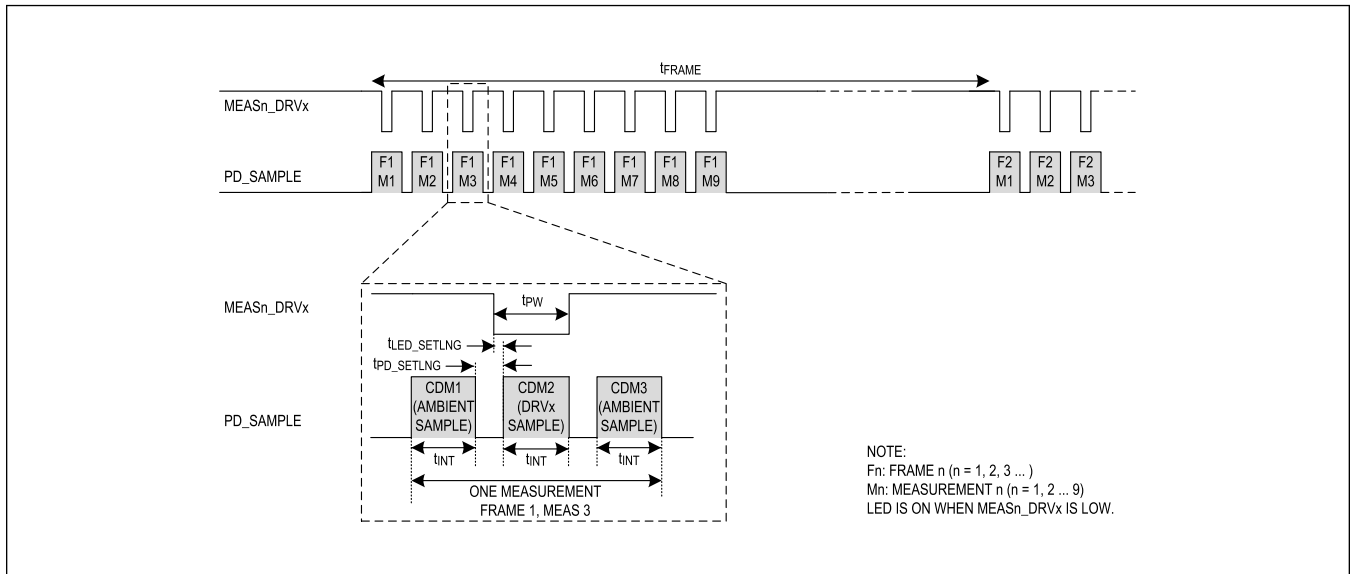 tFRAME
MEASn_DRVx
PD_SAMPLE
F1
M1
F1
M2
F1
M3
F1
M4
F1
M5
F1
M6
F1
M7
F1
M8
F1
M9
F2
M1
F2
M2
F2
M3
MEASn_DRVx
tPW
tLED_SETLNG
tPD_SETLNG
PD_SAMPLE
CDM1
(AMBIENT
SAMPLE)
CDM2
(DRVx
SAMPLE)
CDM3
(AMBIENT
SAMPLE)
tINT
tINT
tINT
ONE MEASUREMENT
FRAME 1, MEAS 3
NOTE:
Fn: FRAME n (n = 1, 2, 3 ... )
Mn: MEASUREMENT n (n = 1, 2 ... 9)
LED IS ON WHEN MEASn_DRVx IS LOW.